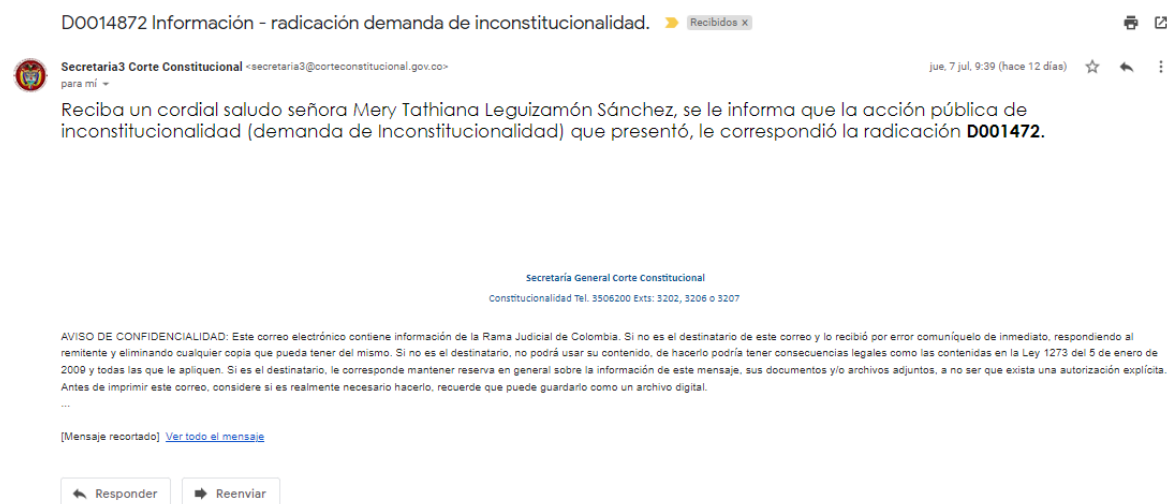 D0014872 Información - radicación demanda de inconstitucionalidad. Recibidos x
Secretaria3 Corte Constitucional <secretaria3@corteconstitucional.gov.co> jue, 7 jul, 9:39 (hace 12 días)
para mí
Reciba un cordial saludo señora Mery Tathiana Leguizamón Sánchez, se le informa que la acción pública de
inconstitucionalidad (demanda de Inconstitucionalidad) que presentó, le correspondió la radicación D001472.
Secretaría General Corte Constitucional
Constitucionalidad Tel. 3506200 Exts: 3202, 3206 o 3207
AVISO DE CONFIDENCIALIDAD: Este correo electrónico contiene información de la Rama Judicial de Colombia. Si no es el destinatario de este correo y lo recibió por error comuníquelo de inmediato, respondiendo al
remitente y eliminando cualquier copia que pueda tener del mismo. Si no es el destinatario, no podrá usar su contenido, de hacerlo podría tener consecuencias legales como las contenidas en la Ley 1273 del 5 de enero de
2009 y todas las que le apliquen. Si es el destinatario, le corresponde mantener reserva en general sobre la información de este mensaje, sus documentos y/o archivos adjuntos, a no ser que exista una autorización explícita.
Antes de imprimir este correo, considere si es realmente necesario hacerlo, recuerde que puede guardarlo como un archivo digital.
...
[Mensaje recortado] Ver todo el mensaje
Responder Reenviar